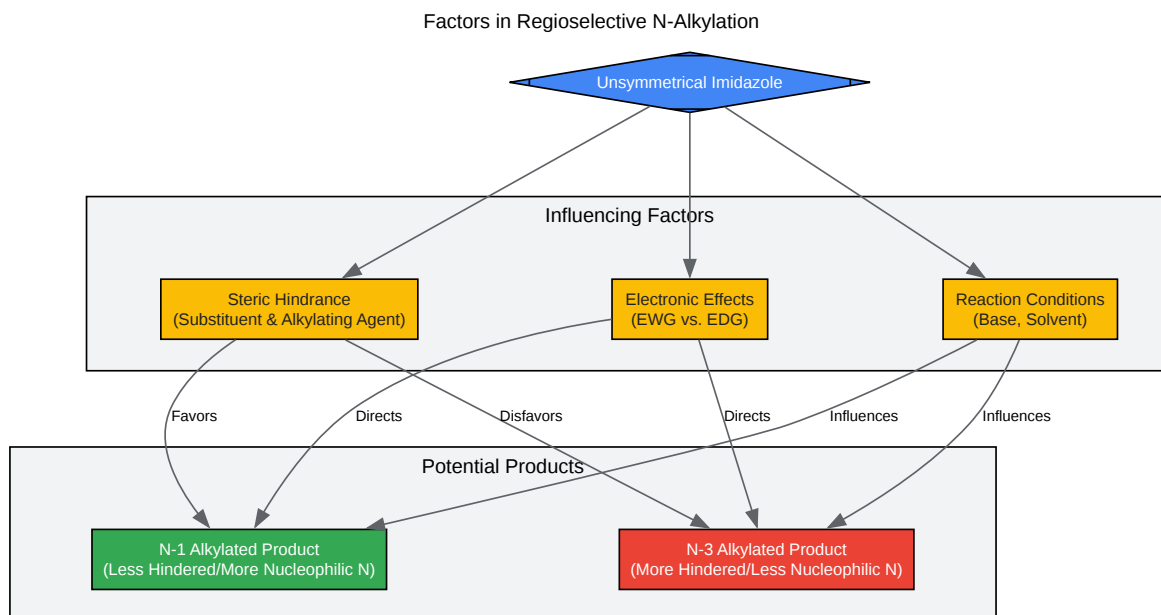 Factors in Regioselective N-Alkylation
Unsymmetrical Imidazole
Influencing Factors
Steric Hindrance
(Substituent & Alkylating Agent)
Electronic Effects
(EWG vs. EDG)
Reaction Conditions
(Base, Solvent)
Favors
Directs
Disfavors
Directs
Influences
Influences
Potential Products
N-1 Alkylated Product
(Less Hindered/More Nucleophilic N)
N-3 Alkylated Product
(More Hindered/Less Nucleophilic N)